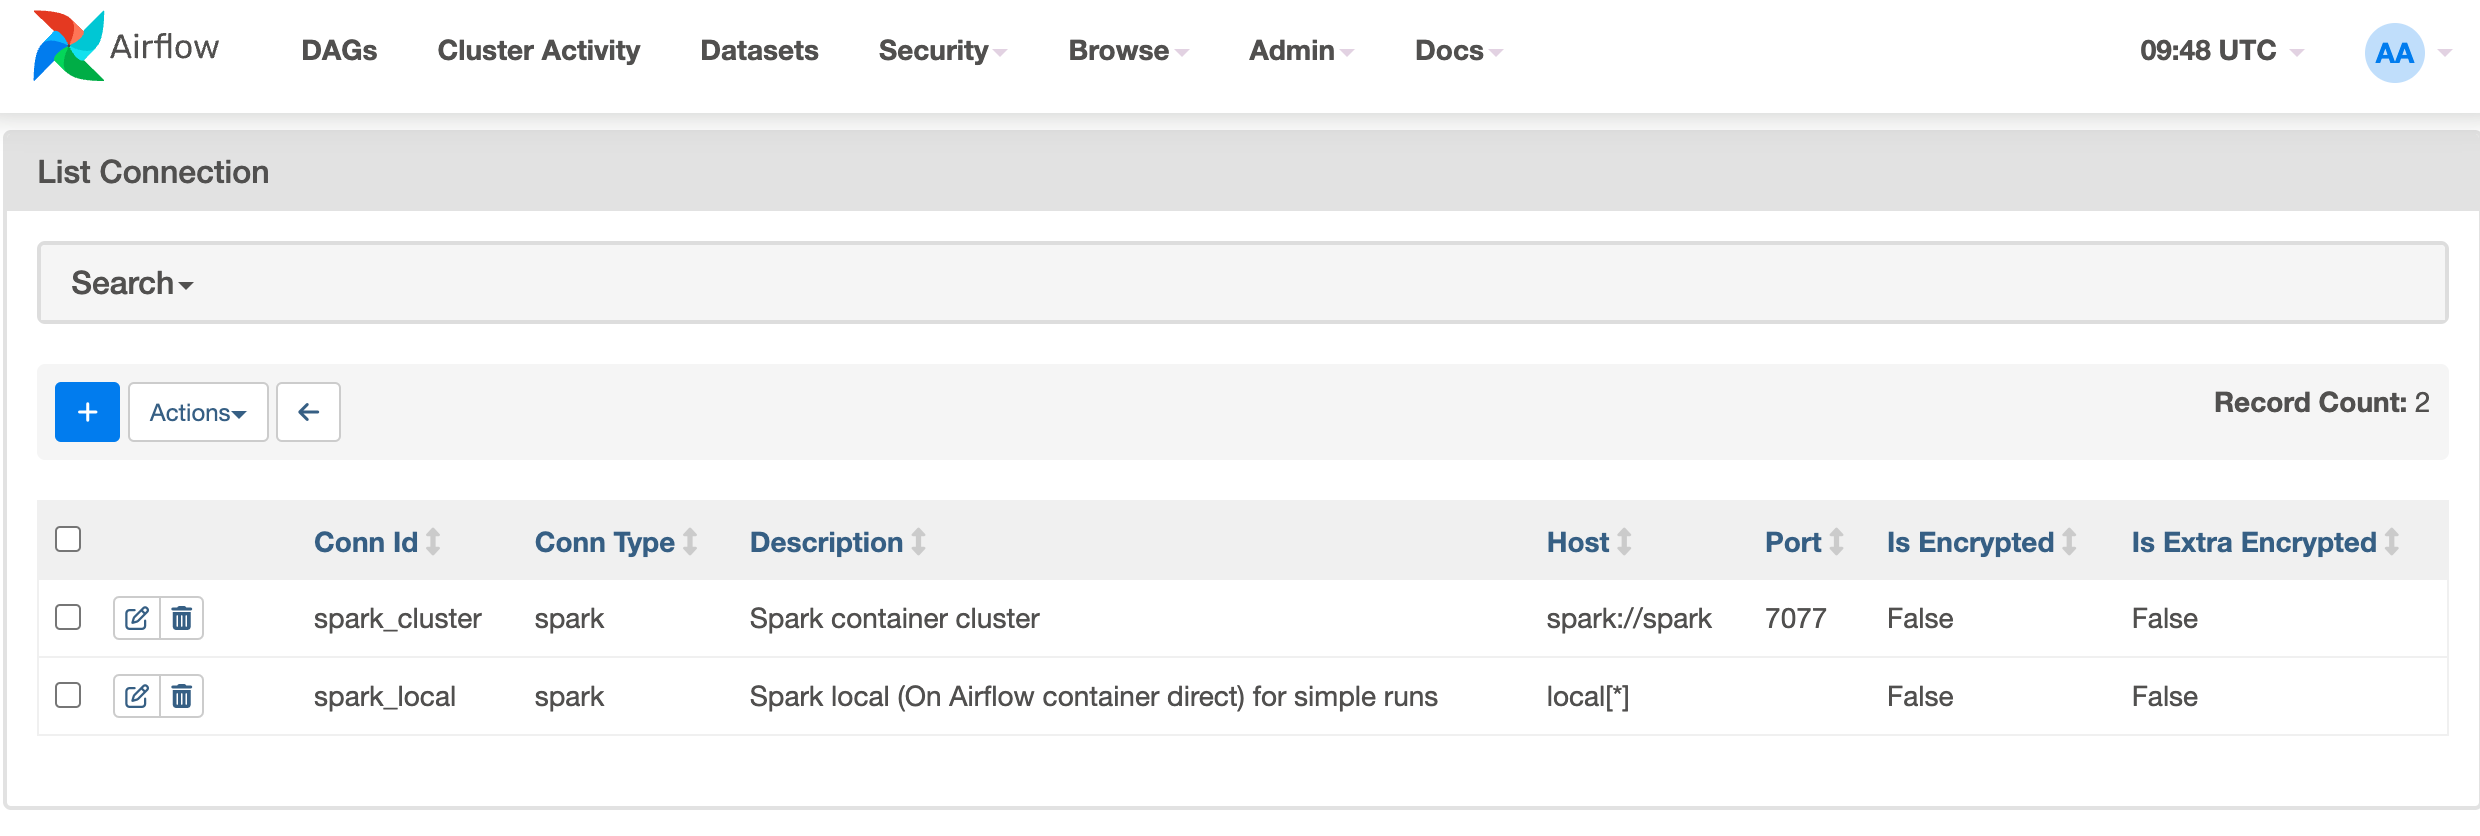 Airflow DAGs Cluster Activity Datasets Security Browse Admin Docs 09:48 UTC AA
List Connection
Search
+ Actions Record Count: 2
Conn Id Conn Type Description Host Port Is Encrypted Is Extra Encrypted
spark_cluster spark Spark container cluster spark://spark 7077 False False
spark_local spark Spark local (On Airflow container direct) for simple runs local[*] False False